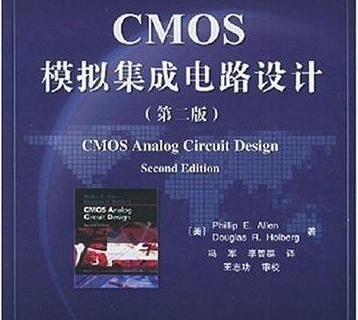 CMOS
模拟集成电路设计
(第二版)
CMOS Analog Circuit Design
Second Edition
CMOS Analog
Circuit Design
[美] Phillip E. Allen
Douglas R. Holberg 著
冯 军 李智群 译
王志功 审校